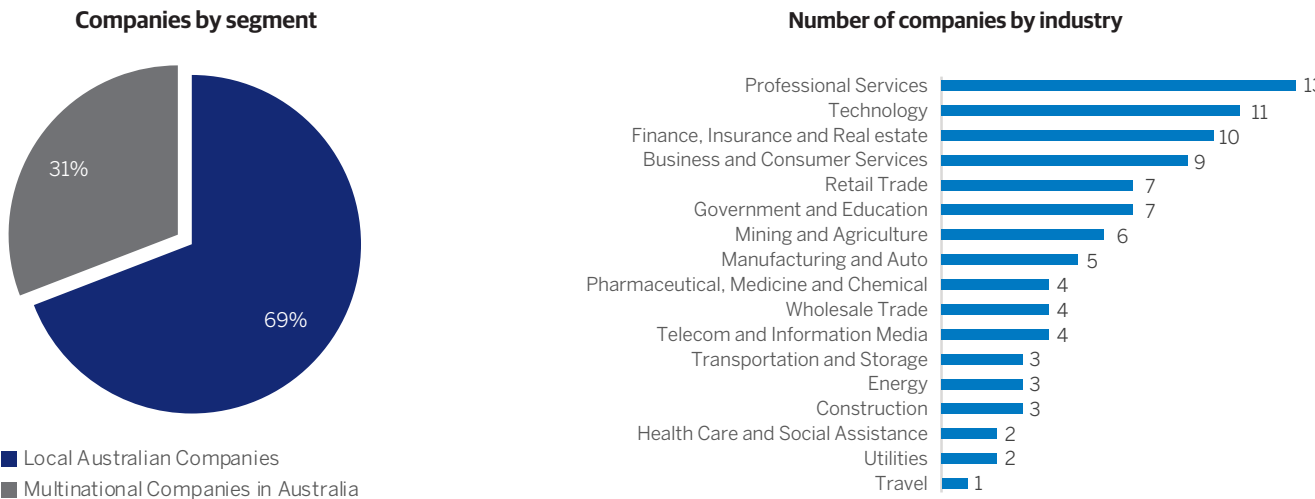 Companies by segment
31%
69%
Local Australian Companies
Multinational Companies in Australia
Number of companies by industry
Professional Services 13
Technology 11
Finance, Insurance and Real estate 10
Business and Consumer Services 9
Retail Trade 7
Government and Education 7
Mining and Agriculture 6
Manufacturing and Auto 5
Pharmaceutical, Medicine and Chemical 4
Wholesale Trade 4
Telecom and Information Media 4
Transportation and Storage 3
Energy 3
Construction 3
Health Care and Social Assistance 2
Utilities 2
Travel 1